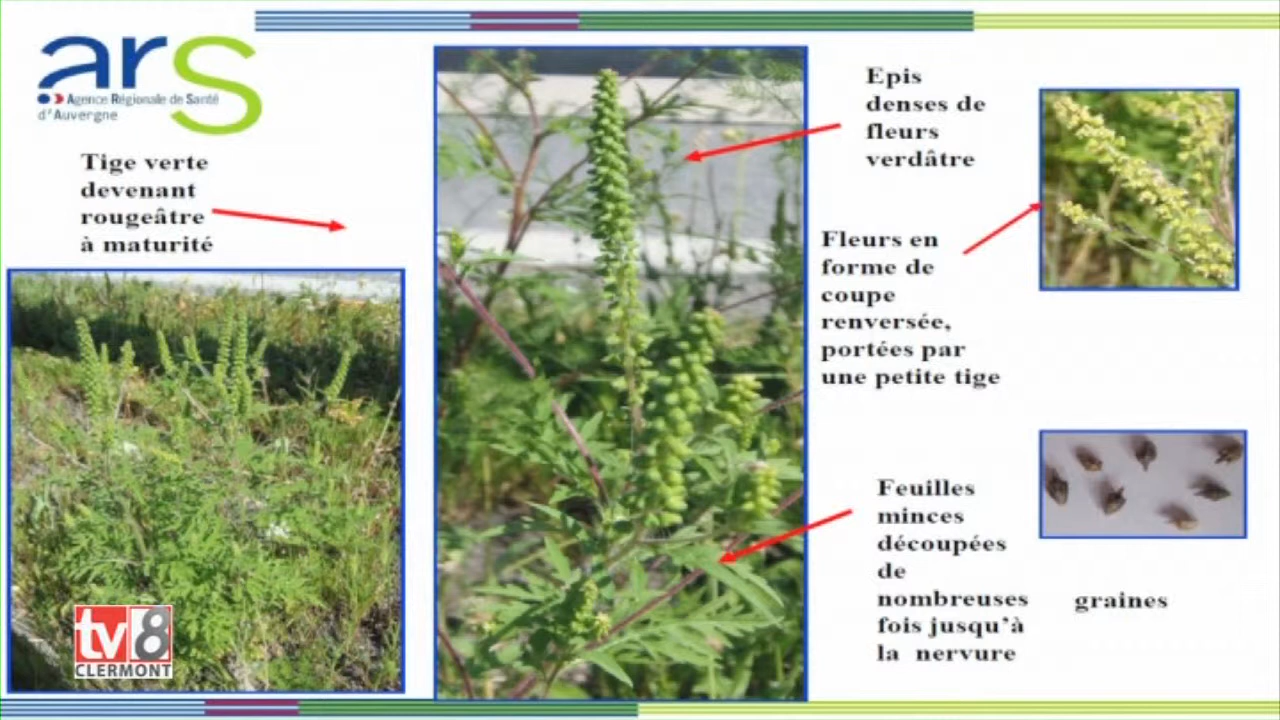 ars
Agence Régionale de Santé
d'Auvergne
Tige verte
devenant
rougeâtre
à maturité
Epis
denses de
fleurs
verdâtre
Fleurs en
forme de
coupe
renversée,
portées par
une petite tige
Feuilles
minces
découpées
de
nombreuses
fois jusqu'à
la nervure
graines
tv8
CLERMONT